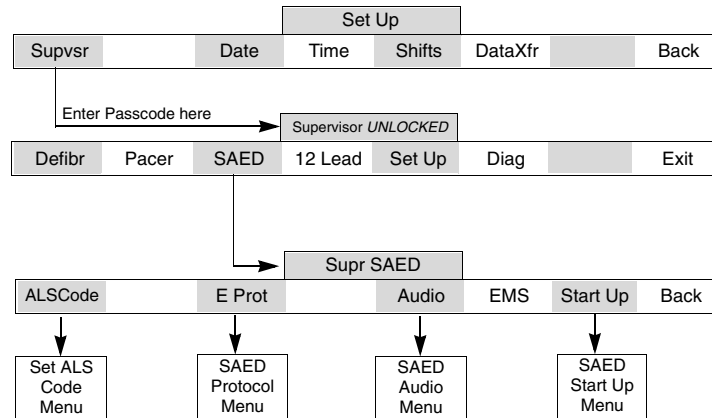 Set Up
Supvsr Date Time Shifts DataXfr Back
Enter Passcode here
Supervisor UNLOCKED
Defibr Pacer SAED 12 Lead Set Up Diag Exit
Supr SAED
ALSCode E Prot Audio EMS Start Up Back
Set ALS
Code
Menu
SAED
Protocol
Menu
SAED
Audio
Menu
SAED
Start Up
Menu